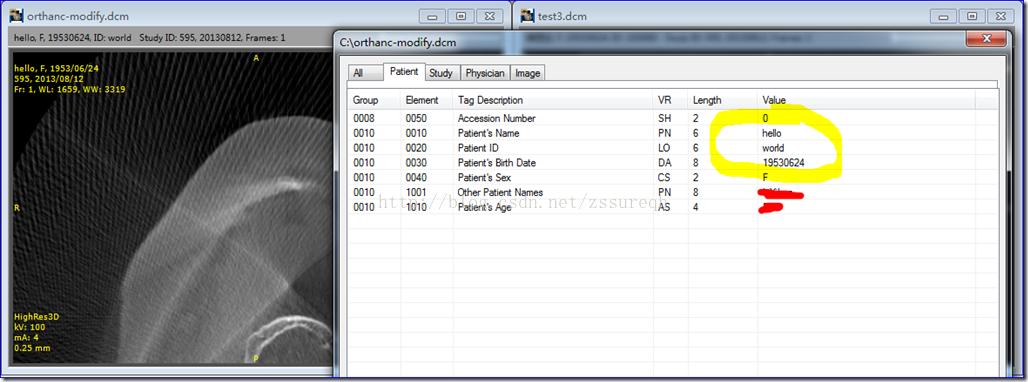 orthanc-modify.dcm
hello, F, 19530624, ID: world Study ID: 595, 20130812, Frames: 1
hello, F, 1953/06/24
595, 2013/08/12
Fr: 1, WL: 1659, WW: 3319
A
R
HighRes3D
kV: 100
mA: 4
0.25 mm
P
test3.dcm
C:\orthanc-modify.dcm
All Patient Study Physician Image
Group Element Tag Description VR Length Value
0008 0050 Accession Number SH 2 0
0010 0010 Patient's Name PN 6 hello
0010 0020 Patient ID LO 6 world
0010 0030 Patient's Birth Date DA 8 19530624
0010 0040 Patient's Sex CS 2 F
0010 1001 Other Patient Names PN 8
0010 1010 Patient's Age AS 4
http://blog.csdn.net/zssureqh